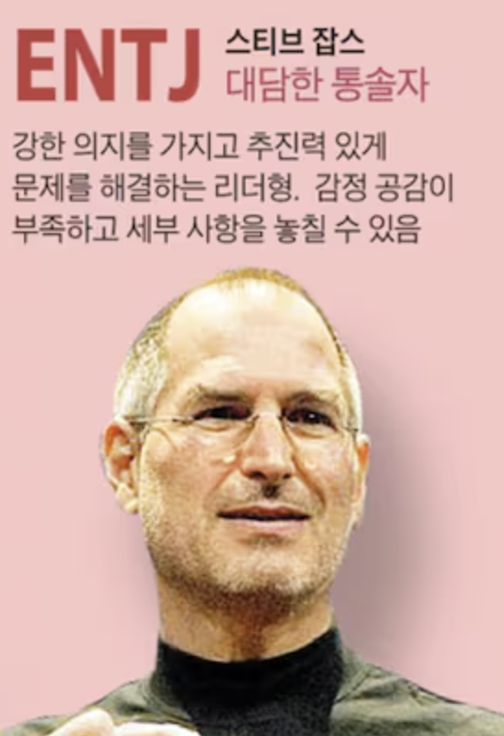 ENTJ 스티브 잡스
대담한 통솔자
강한 의지를 가지고 추진력 있게
문제를 해결하는 리더형. 감정 공감이
부족하고 세부 사항을 놓칠 수 있음